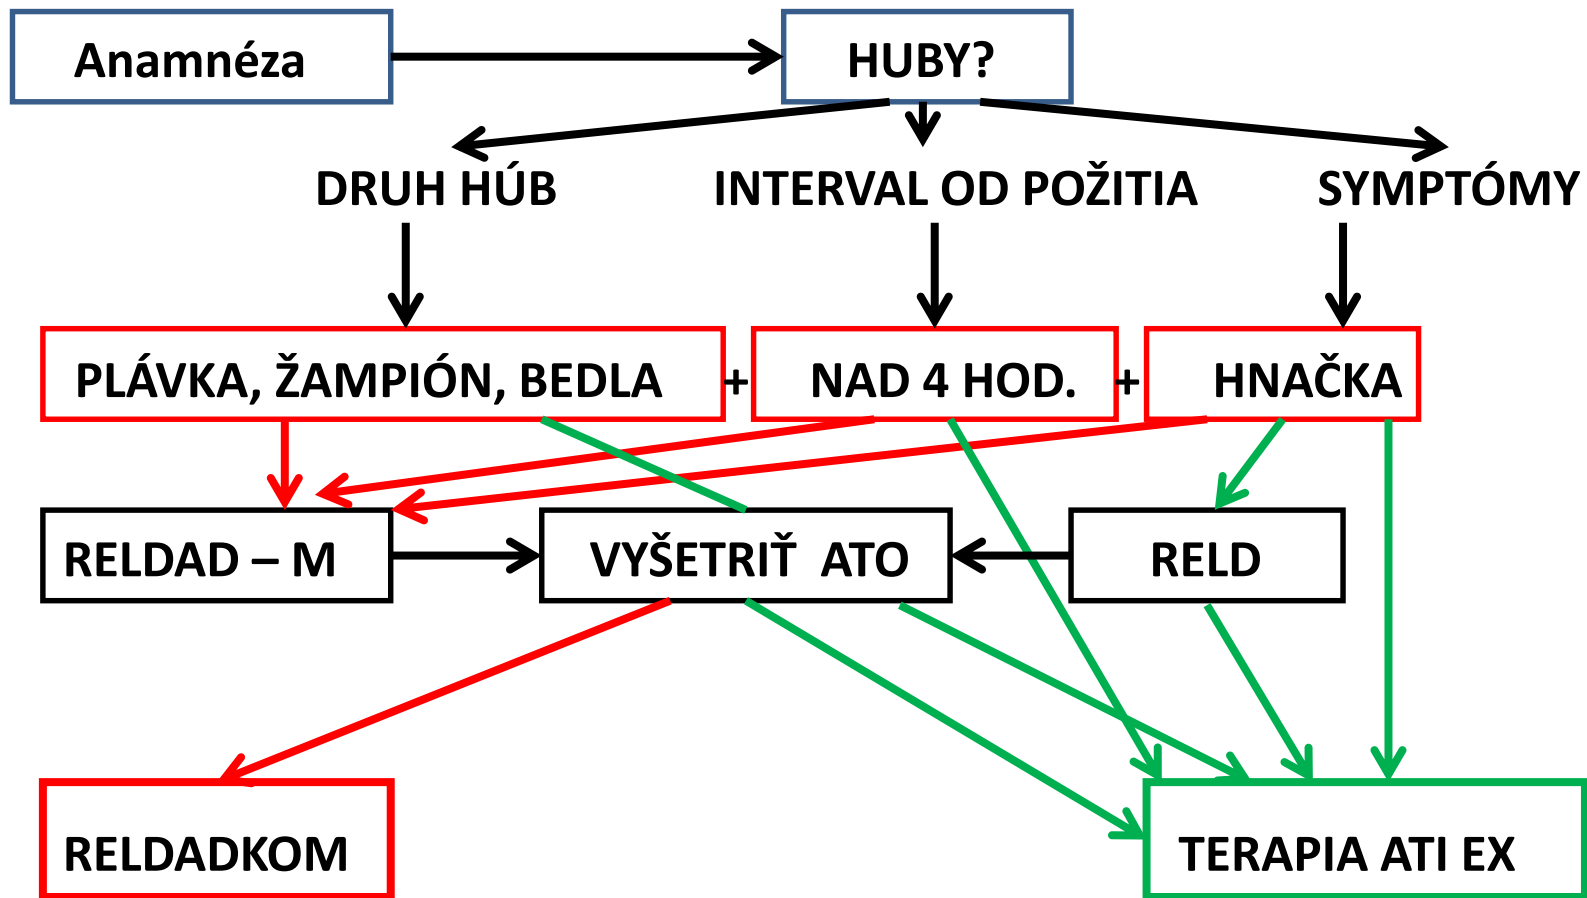 Anamnéza
HUBY?
DRUH HÚB
INTERVAL OD POŽITIA
SYMPTÓMY
PLÁVKA, ŽAMPIÓN, BEDLA
+
NAD 4 HOD.
+
HNAČKA
RELDAD – M
VYŠETRIŤ ATO
RELD
RELDADKOM
TERAPIA ATI EX